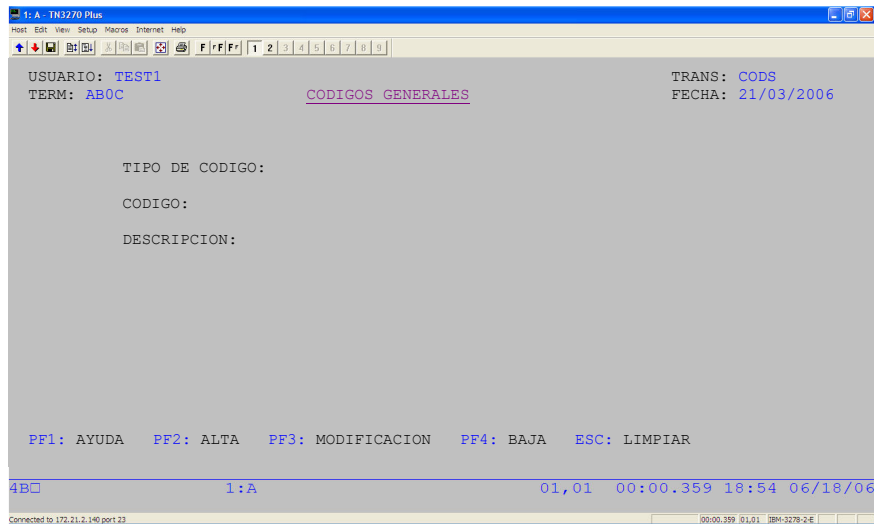 1: A - TN3270 Plus
Host Edit View Setup Macros Internet Help
1 2 3 4 5 6 7 8 9
USUARIO: TEST1 TRANS: CODS
TERM: AB0C CODIGOS GENERALES FECHA: 21/03/2006
TIPO DE CODIGO:
CODIGO:
DESCRIPCION:
PF1: AYUDA PF2: ALTA PF3: MODIFICACION PF4: BAJA ESC: LIMPIAR
4B□ 1:A 01,01 00:00.359 18:54 06/18/06
Connected to 172.21.2.140 port 23 00:00.359 01,01 IBM-3278-2-E